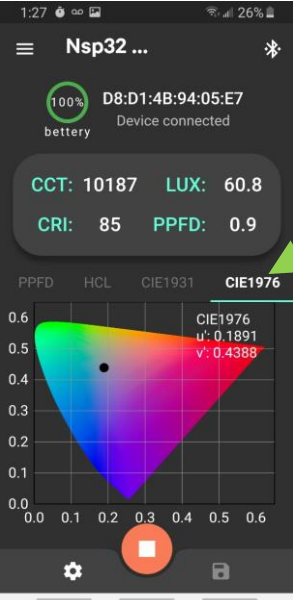 1:27 26%
Nsp32 ...
100% D8:D1:4B:94:05:E7
bettery Device connected
CCT: 10187 LUX: 60.8
CRI: 85 PPFD: 0.9
PPFD HCL CIE1931 CIE1976
CIE1976
u': 0.1891
v': 0.4388
0.6
0.5
0.4
0.3
0.2
0.1
0.0
0.0 0.1 0.2 0.3 0.4 0.5 0.6